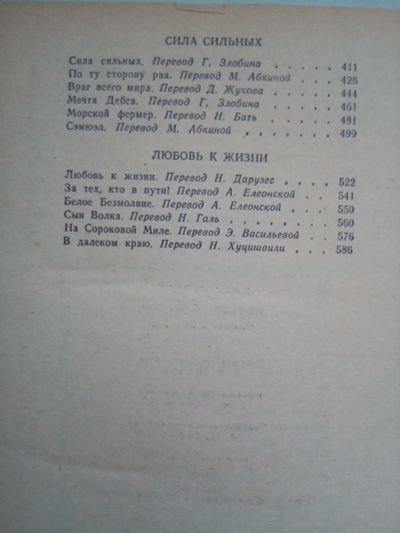 СИЛА СИЛЬНЫХ
Сила сильных. Перевод Г. Злобина . . . . . 411
По ту сторону рва. Перевод М. Абкиной . . . . 426
Враг всего мира. Перевод Д. Жукова . . . . . 444
Мечта Дебса. Перевод Г. Злобина . . . . . 461
Морской фермер. Перевод Н. Бать . . . . . 481
Сэмюэл. Перевод М. Абкиной . . . . . . . 499
ЛЮБОВЬ К ЖИЗНИ
Любовь к жизни. Перевод Н. Дарузес . . . . 522
За тех, кто в пути! Перевод А. Елеонской . . . 541
Белое Безмолвие. Перевод А. Елеонской . . . . 550
Сын Волка. Перевод Н. Галь . . . . . . . 560
На Сороковой Миле. Перевод Э. Васильевой . . 576
В далеком краю. Перевод Н. Хуцишвили . . . 586